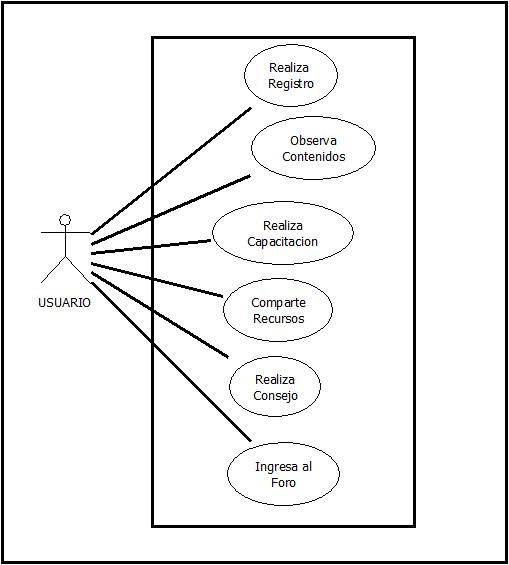 Realiza
Registro
Observa
Contenidos
Realiza
Capacitacion
USUARIO
Comparte
Recursos
Realiza
Consejo
Ingresa al
Foro